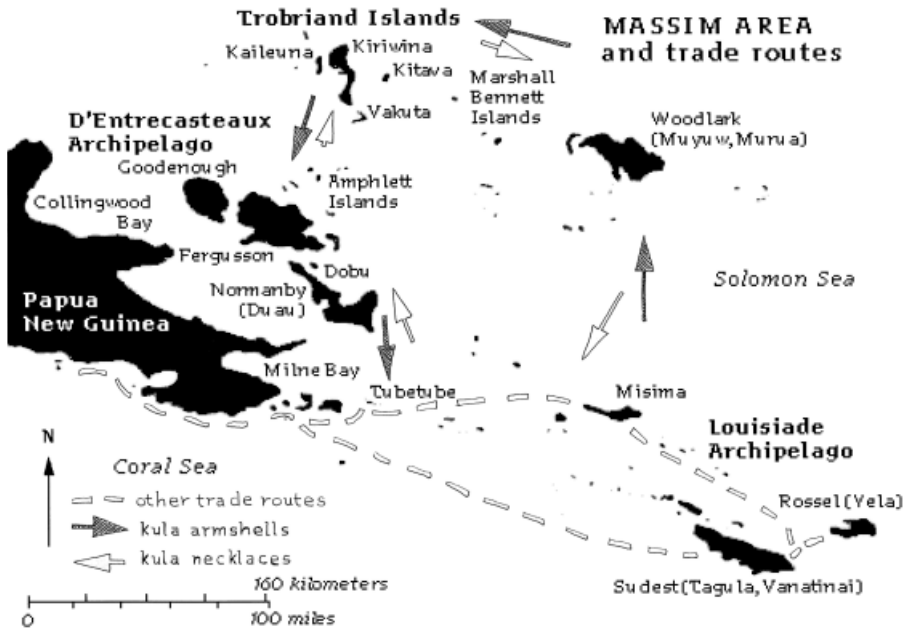 Trobriand Islands
MASSIM AREA
and trade routes
Kaileuna
Kiriwina
Kitava
Marshall
Bennett
Islands
Vakuta
Woodlark
(Muyuw, Murua)
D'Entrecasteaux
Archipelago
Goodenough
Amphlett
Islands
Collingwood
Bay
Fergusson
Dobu
Normanby
(Duau)
Solomon Sea
Papua
New Guinea
Milne Bay
Tubetube
Misima
Louisiade
Archipelago
N
Coral Sea
other trade routes
Rossel(Yela)
kula armshells
kula necklaces
160 kilometers
Sudest(Tagula, Vanatinai)
0
100 miles